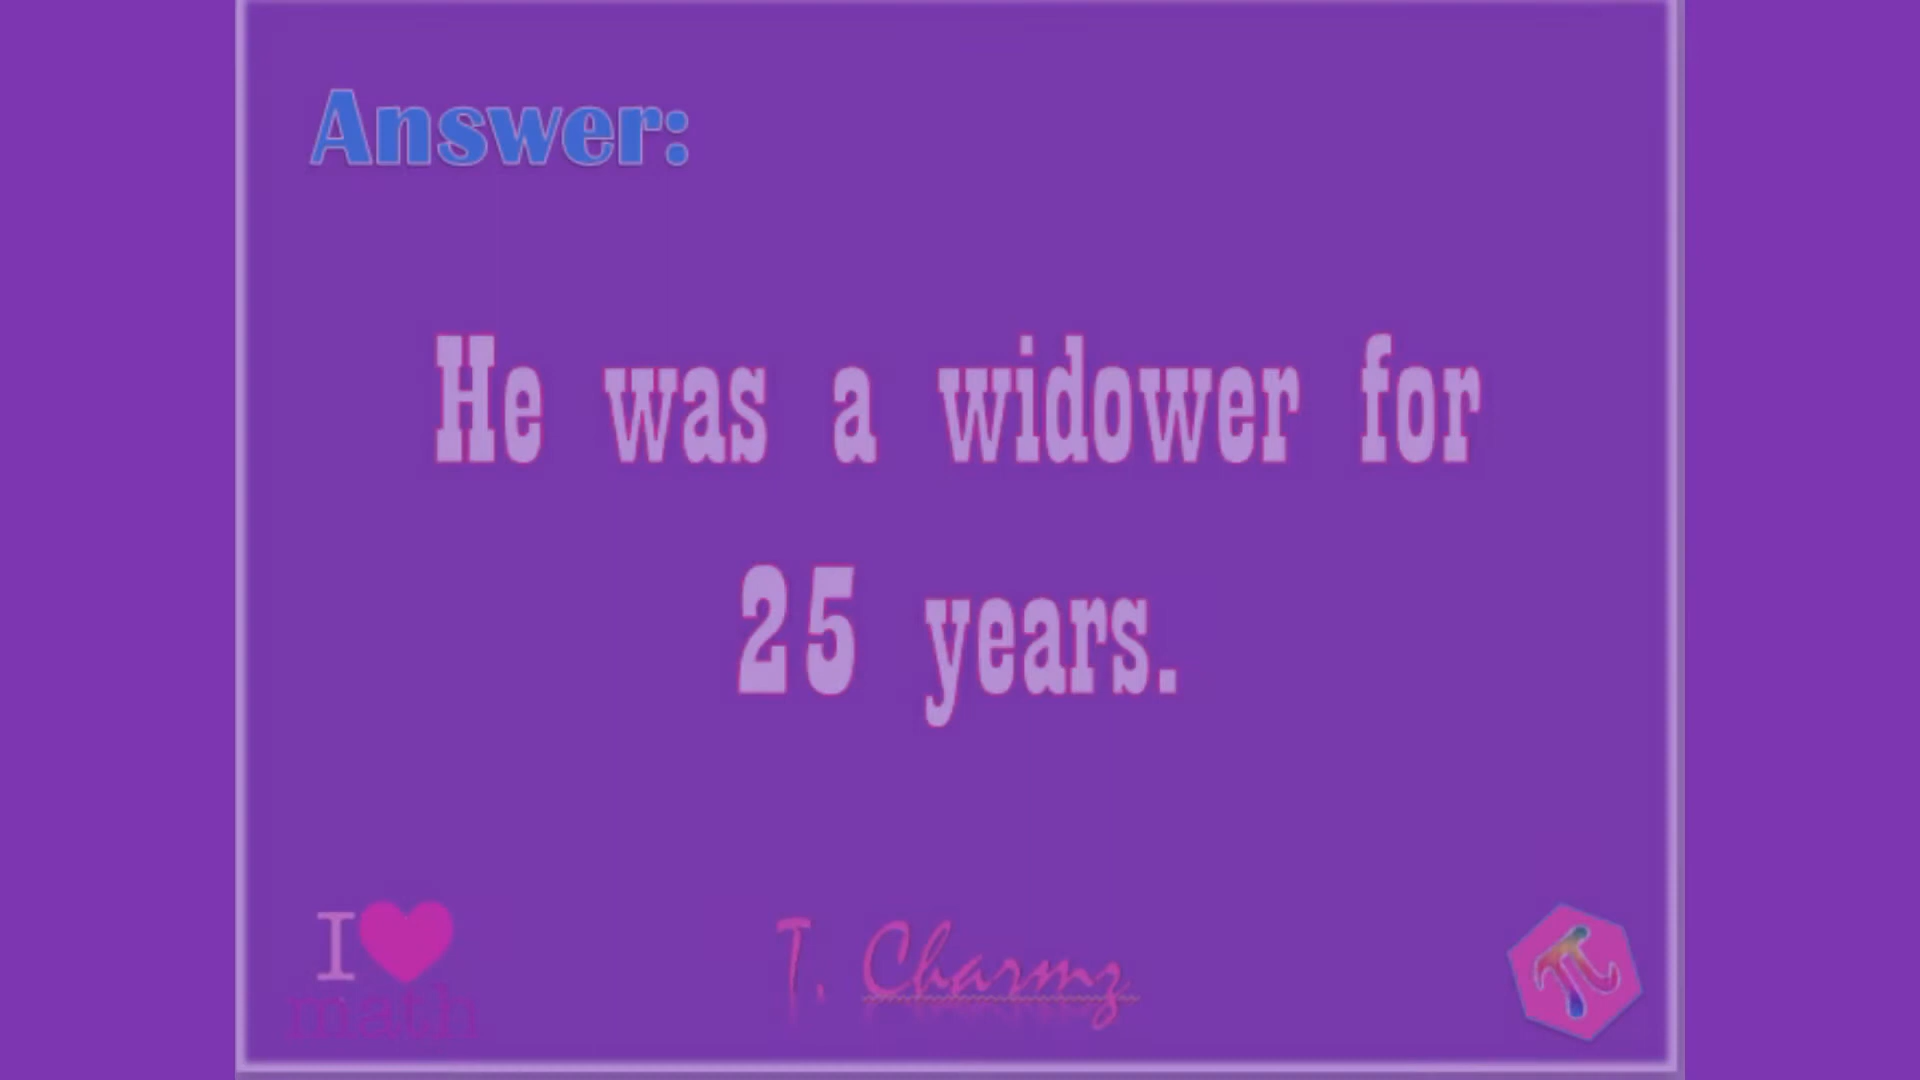 Answer:
He was a widower for
25 years.
I
math
T. Charmz
π